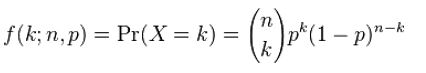 f(k; n, p) = Pr(X = k) = \binom{n}{k} p^k (1 − p)^{n−k}